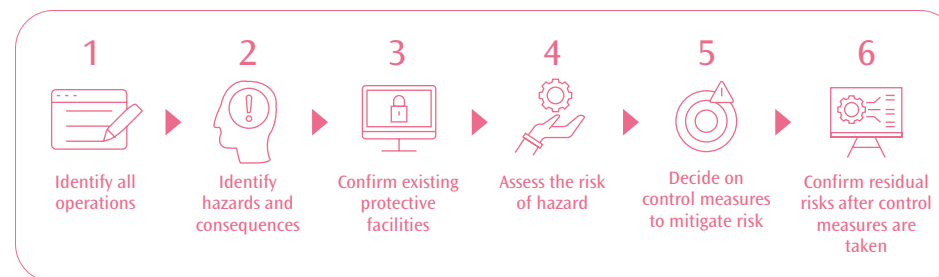 1
Identify all
operations
2
Identify
hazards and
consequences
3
Confirm existing
protective
facilities
4
Assess the risk
of hazard
5
Decide on
control measures
to mitigate risk
6
Confirm residual
risks after control
measures are
taken